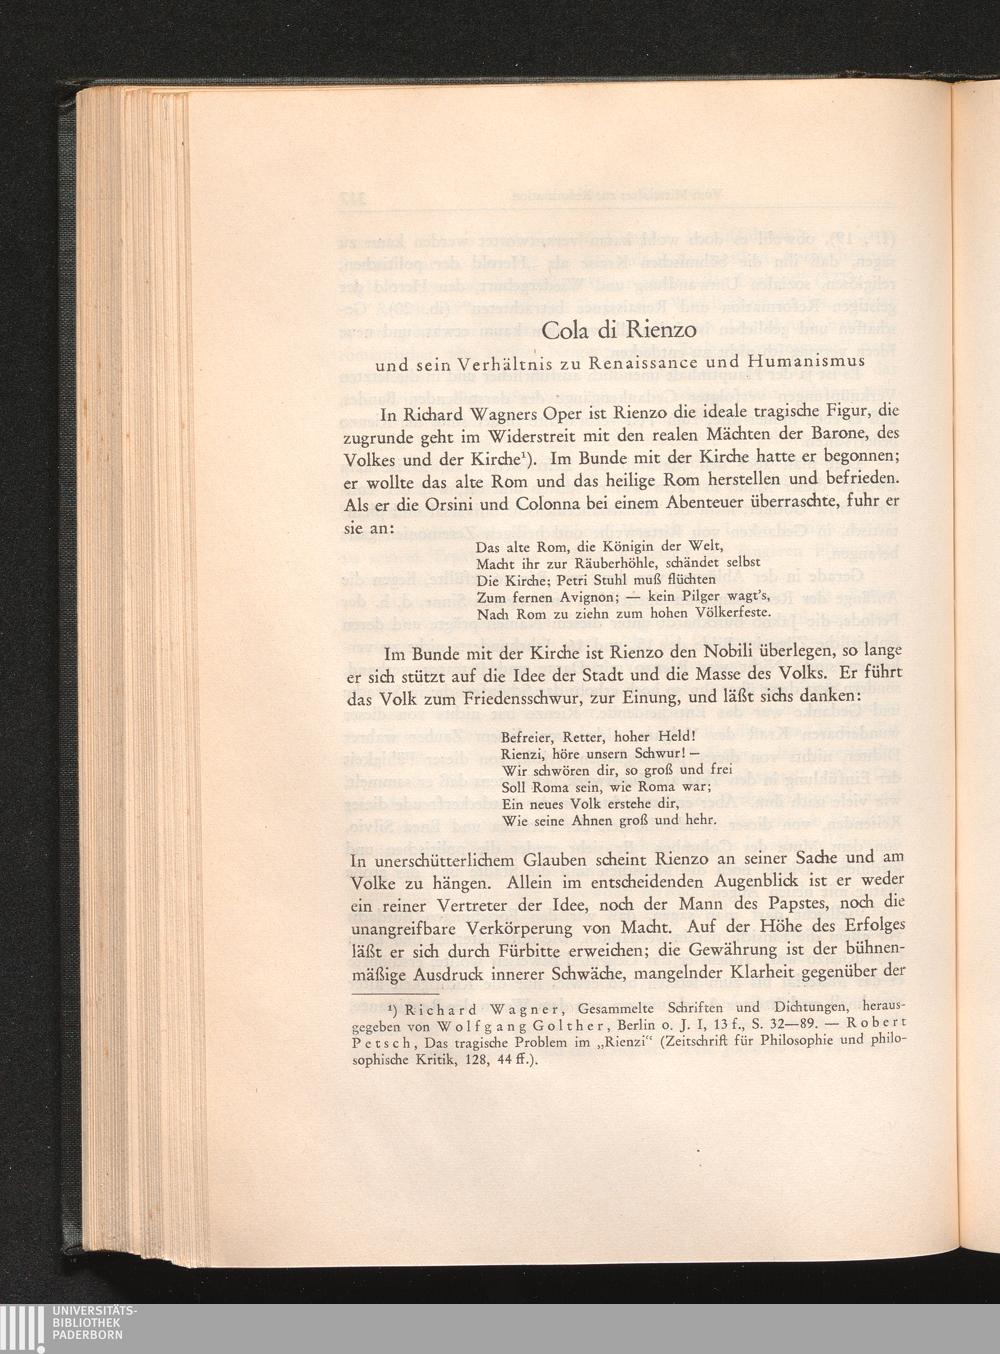 Cola di Rienzo
und sein Verhältnis zu Renaissance und Humanismus
In Richard Wagners Oper ist Rienzo die ideale tragische Figur, die
zugrunde geht im Widerstreit mit den realen Mächten der Barone, des
Volkes und der Kirche¹). Im Bunde mit der Kirche hatte er begonnen;
er wollte das alte Rom und das heilige Rom herstellen und befrieden.
Als er die Orsini und Colonna bei einem Abenteuer überraschte, fuhr er
sie an:
Das alte Rom, die Königin der Welt,
Macht ihr zur Räuberhöhle, schändet selbst
Die Kirche; Petri Stuhl muß flüchten
Zum fernen Avignon; — kein Pilger wagt's,
Nach Rom zu ziehn zum hohen Völkerfeste.
Im Bunde mit der Kirche ist Rienzo den Nobili überlegen, so lange
er sich stützt auf die Idee der Stadt und die Masse des Volks. Er führt
das Volk zum Friedensschwur, zur Einung, und läßt sichs danken:
Befreier, Retter, hoher Held!
Rienzi, höre unsern Schwur! —
Wir schwören dir, so groß und frei
Soll Roma sein, wie Roma war;
Ein neues Volk erstehe dir,
Wie seine Ahnen groß und hehr.
In unerschütterlichem Glauben scheint Rienzo an seiner Sache und am
Volke zu hängen. Allein im entscheidenden Augenblick ist er weder
ein reiner Vertreter der Idee, noch der Mann des Papstes, noch die
unangreifbare Verkörperung von Macht. Auf der Höhe des Erfolges
läßt er sich durch Fürbitte erweichen; die Gewährung ist der bühnen-
mäßige Ausdruck innerer Schwäche, mangelnder Klarheit gegenüber der
¹) Richard Wagner, Gesammelte Schriften und Dichtungen, heraus-
gegeben von Wolfgang Golther, Berlin o. J. I, 13 f., S. 32—89. — Robert
Petsch, Das tragische Problem im „Rienzi“ (Zeitschrift für Philosophie und philo-
sophische Kritik, 128, 44 ff.).
UNIVERSITÄTS-
BIBLIOTHEK
PADERBORN